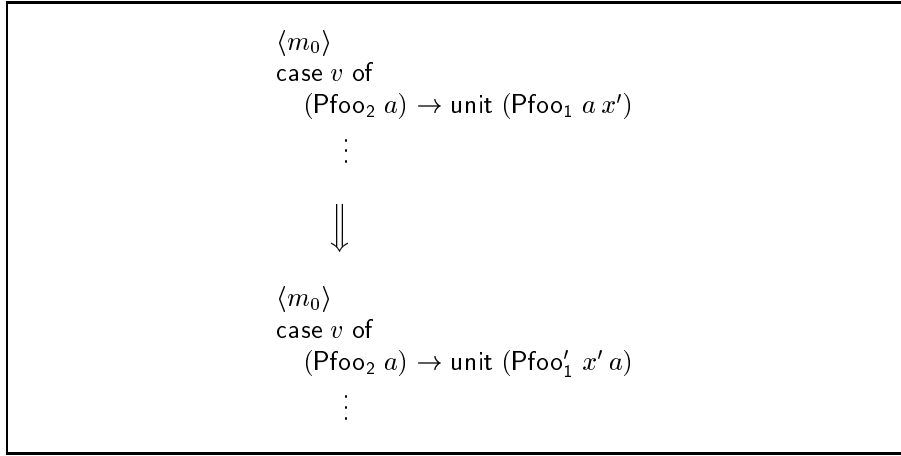 ⟨m₀⟩
case v of
(Pfoo₂ a) → unit (Pfoo₁ a x′)
⋮
⇓
⟨m₀⟩
case v of
(Pfoo₂ a) → unit (Pfoo′₁ x′ a)
⋮